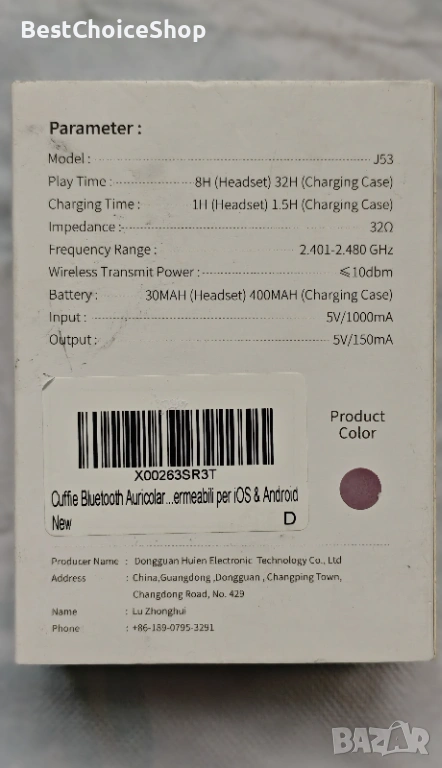 BestChoiceShop
Parameter :
Model : J53
Play Time : 8H (Headset) 32H (Charging Case)
Charging Time : 1H (Headset) 1.5H (Charging Case)
Impedance : 32Ω
Frequency Range : 2.401-2.480 GHz
Wireless Transmit Power : ⩽10dbm
Battery : 30MAH (Headset) 400MAH (Charging Case)
Input : 5V/1000mA
Output : 5V/150mA
X00263SR3T
Cuffie Bluetooth Auricolar...ermeabili per iOS & Android
New D
Product
Color
Producer Name : Dongguan Huien Electronic Technology Co., Ltd
Address : China,Guangdong ,Dongguan , Changping Town,
Changdong Road, No. 429
Name : Lu Zhonghui
Phone : +86-189-0795-3291
BAZAR